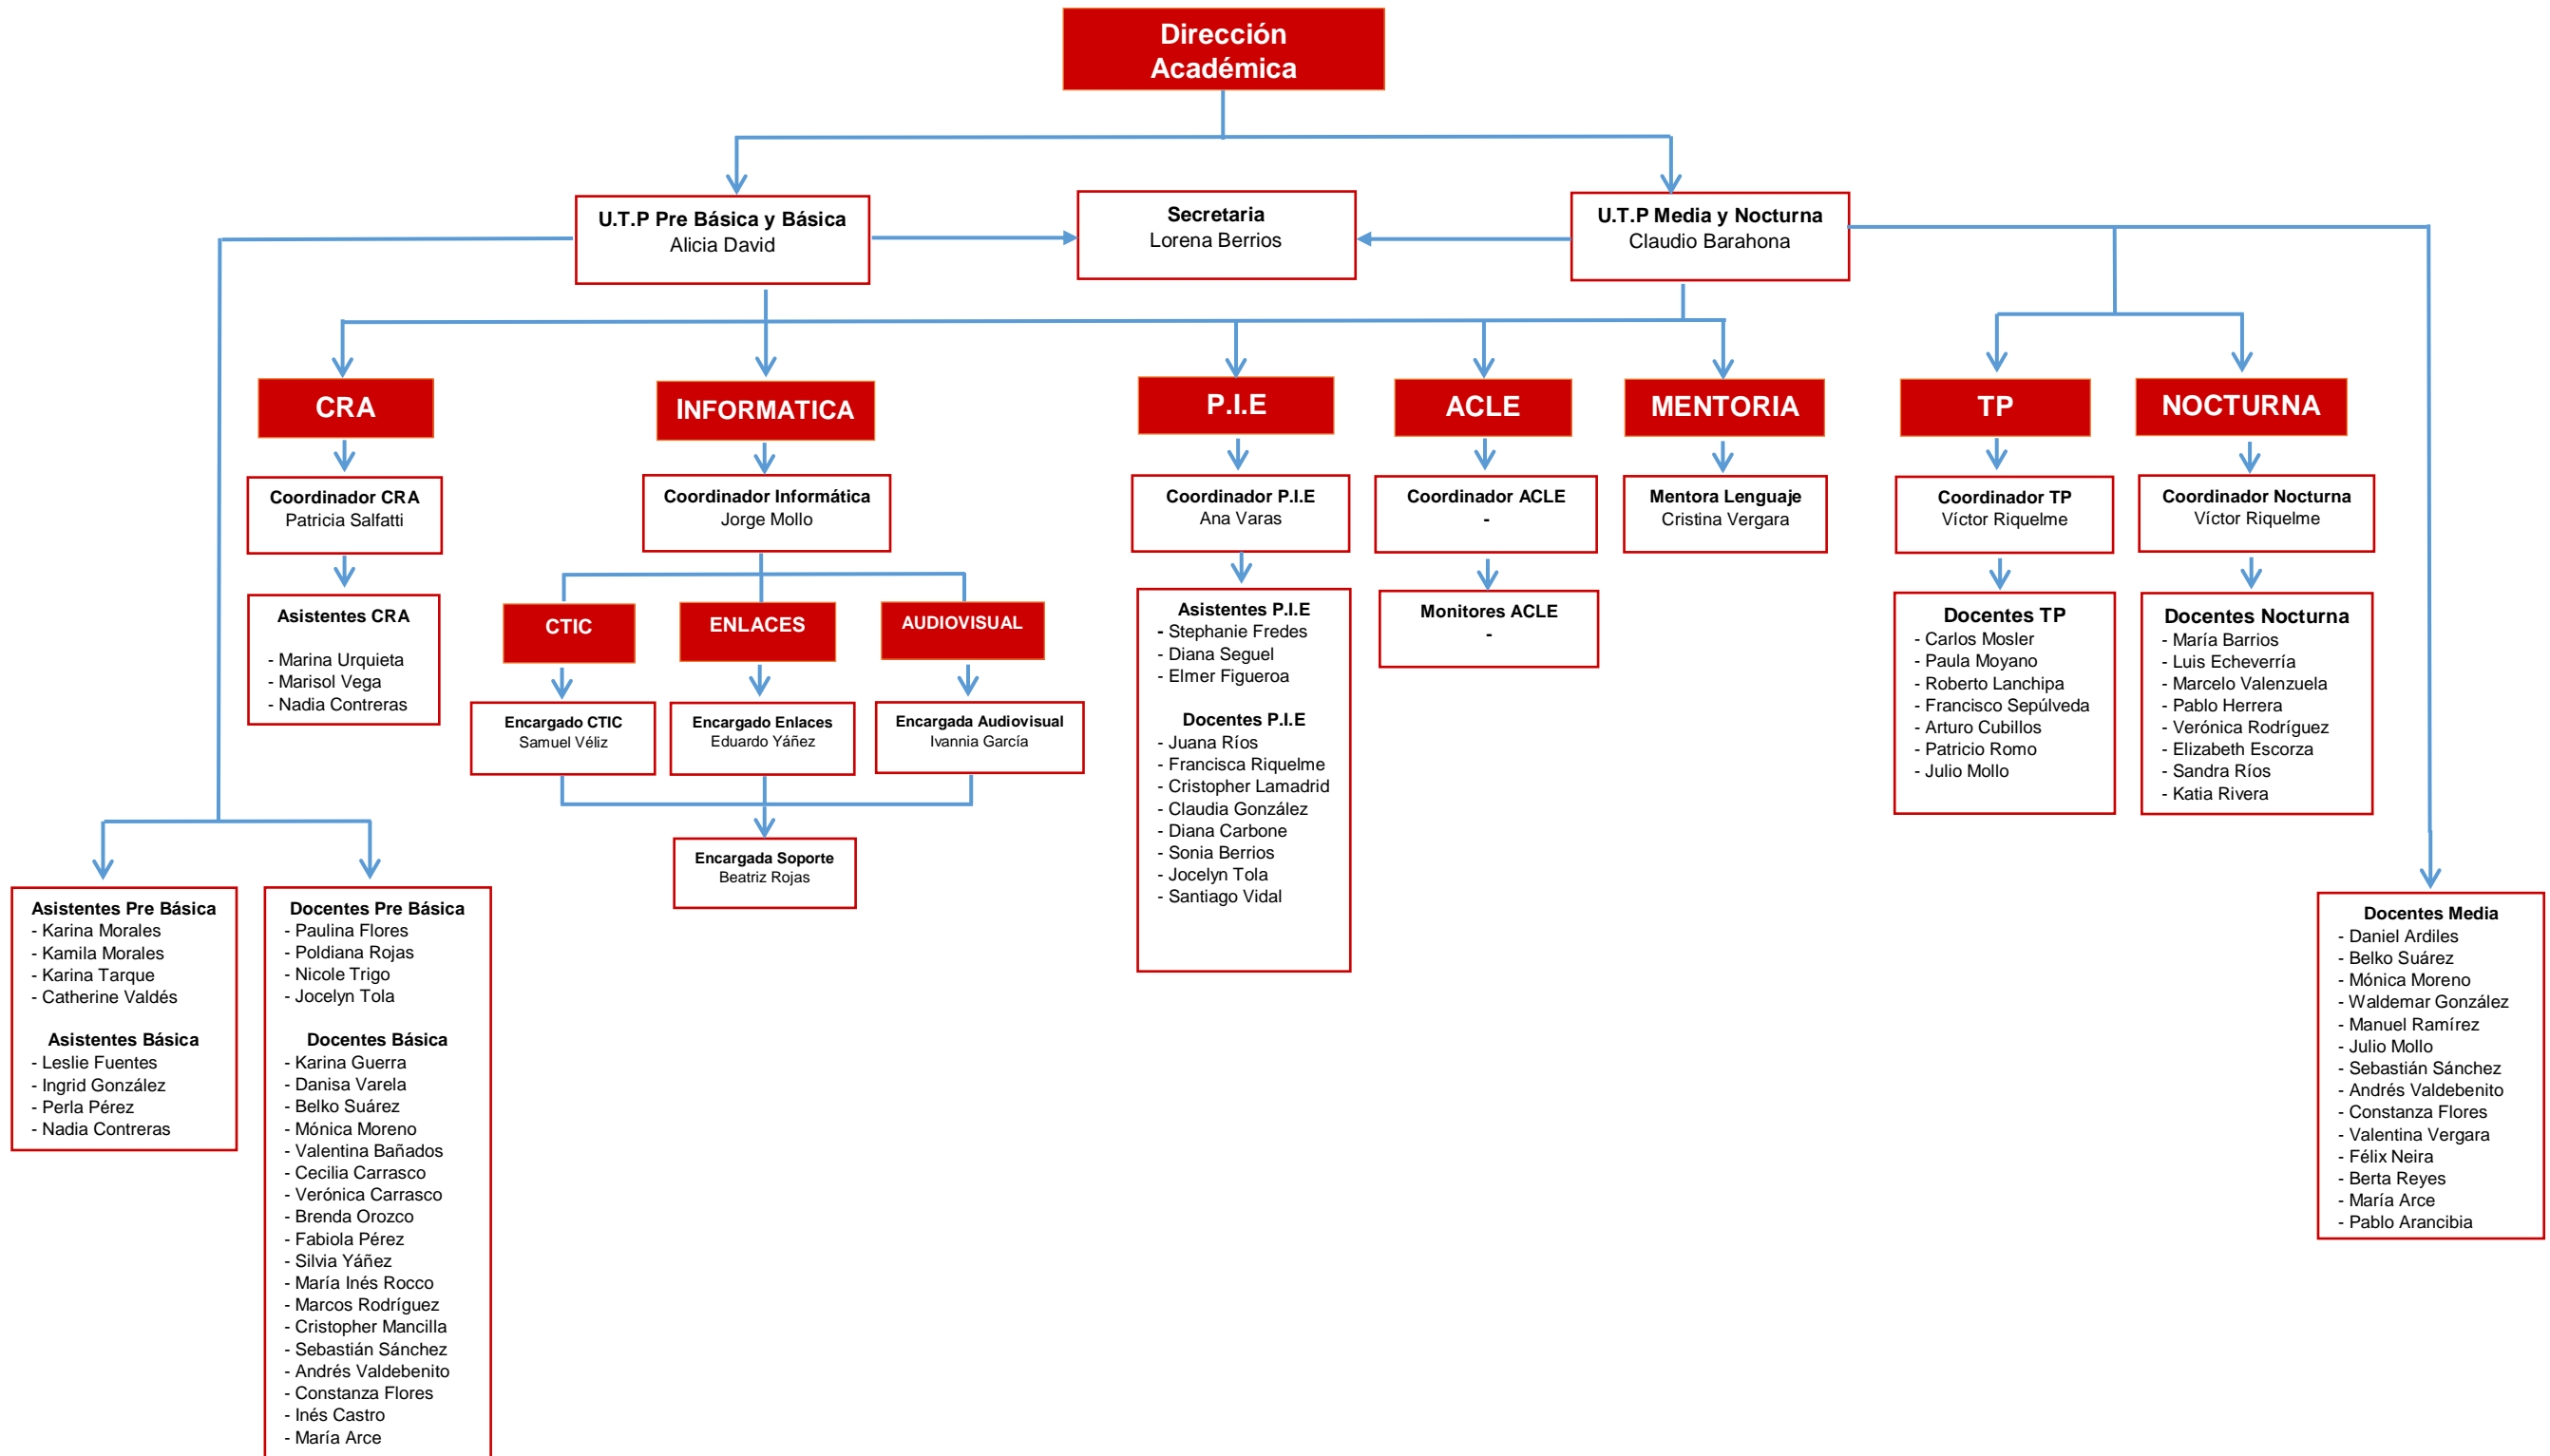 Dirección
Académica
U.T.P Pre Básica y Básica
Alicia David
Secretaria
Lorena Berrios
U.T.P Media y Nocturna
Claudio Barahona
CRA
INFORMATICA
P.I.E
ACLE
MENTORIA
TP
NOCTURNA
Coordinador CRA
Patricia Salfatti
Coordinador Informática
Jorge Mollo
Coordinador P.I.E
Ana Varas
Coordinador ACLE
-
Mentora Lenguaje
Cristina Vergara
Coordinador TP
Víctor Riquelme
Coordinador Nocturna
Víctor Riquelme
Asistentes CRA
- Marina Urquieta
- Marisol Vega
- Nadia Contreras
CTIC
ENLACES
AUDIOVISUAL
Encargado CTIC
Samuel Véliz
Encargado Enlaces
Eduardo Yáñez
Encargada Audiovisual
Ivannia García
Encargada Soporte
Beatriz Rojas
Asistentes P.I.E
- Stephanie Fredes
- Diana Seguel
- Elmer Figueroa
Docentes P.I.E
- Juana Ríos
- Francisca Riquelme
- Cristopher Lamadrid
- Claudia González
- Diana Carbone
- Sonia Berrios
- Jocelyn Tola
- Santiago Vidal
Monitores ACLE
-
Docentes TP
- Carlos Mosler
- Paula Moyano
- Roberto Lanchipa
- Francisco Sepúlveda
- Arturo Cubillos
- Patricio Romo
- Julio Mollo
Docentes Nocturna
- María Barrios
- Luis Echeverría
- Marcelo Valenzuela
- Pablo Herrera
- Verónica Rodríguez
- Elizabeth Escorza
- Sandra Ríos
- Katia Rivera
Asistentes Pre Básica
- Karina Morales
- Kamila Morales
- Karina Tarque
- Catherine Valdés
Asistentes Básica
- Leslie Fuentes
- Ingrid González
- Perla Pérez
- Nadia Contreras
Docentes Pre Básica
- Paulina Flores
- Poldiana Rojas
- Nicole Trigo
- Jocelyn Tola
Docentes Básica
- Karina Guerra
- Danisa Varela
- Belko Suárez
- Mónica Moreno
- Valentina Bañados
- Cecilia Carrasco
- Verónica Carrasco
- Brenda Orozco
- Fabiola Pérez
- Silvia Yáñez
- María Inés Rocco
- Marcos Rodríguez
- Cristopher Mancilla
- Sebastián Sánchez
- Andrés Valdebenito
- Constanza Flores
- Inés Castro
- María Arce
Docentes Media
- Daniel Ardiles
- Belko Suárez
- Mónica Moreno
- Waldemar González
- Manuel Ramírez
- Julio Mollo
- Sebastián Sánchez
- Andrés Valdebenito
- Constanza Flores
- Valentina Vergara
- Félix Neira
- Berta Reyes
- María Arce
- Pablo Arancibia